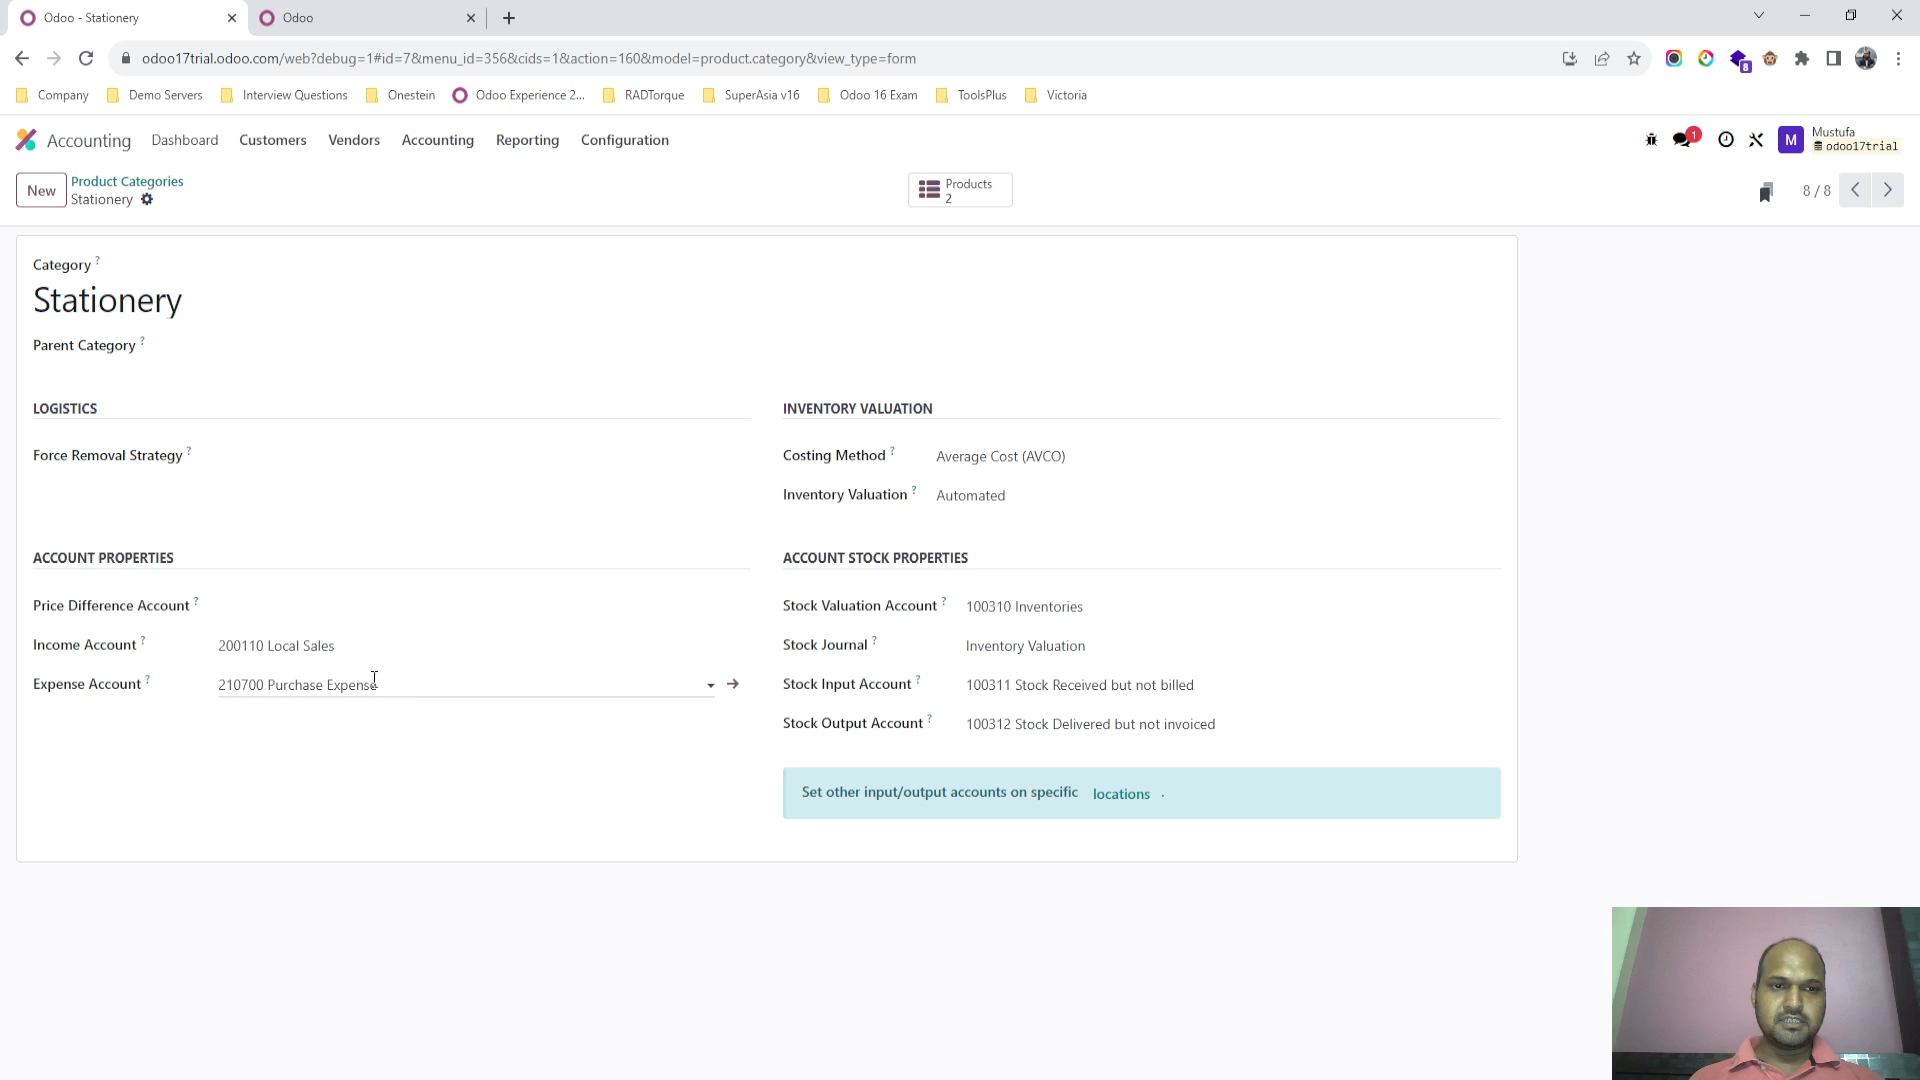 Odoo - Stationery
Odoo
odoo17trial.odoo.com/web?debug=1#id=7&menu_id=356&cids=1&action=160&model=product.category&view_type=form
8
Company
Demo Servers
Interview Questions
Onestein
Odoo Experience 2...
RADTorque
SuperAsia v16
Odoo 16 Exam
ToolsPlus
Victoria
Accounting
Dashboard
Customers
Vendors
Accounting
Reporting
Configuration
1
M
Mustufa
odoo17trial
New
Product Categories
Stationery
Products
2
8 / 8
Category ?
Stationery
Parent Category ?
LOGISTICS
Force Removal Strategy ?
INVENTORY VALUATION
Costing Method ? Average Cost (AVCO)
Inventory Valuation ? Automated
ACCOUNT PROPERTIES
Price Difference Account ?
Income Account ? 200110 Local Sales
Expense Account ? 210700 Purchase Expense
ACCOUNT STOCK PROPERTIES
Stock Valuation Account ? 100310 Inventories
Stock Journal ? Inventory Valuation
Stock Input Account ? 100311 Stock Received but not billed
Stock Output Account ? 100312 Stock Delivered but not invoiced
Set other input/output accounts on specific locations .